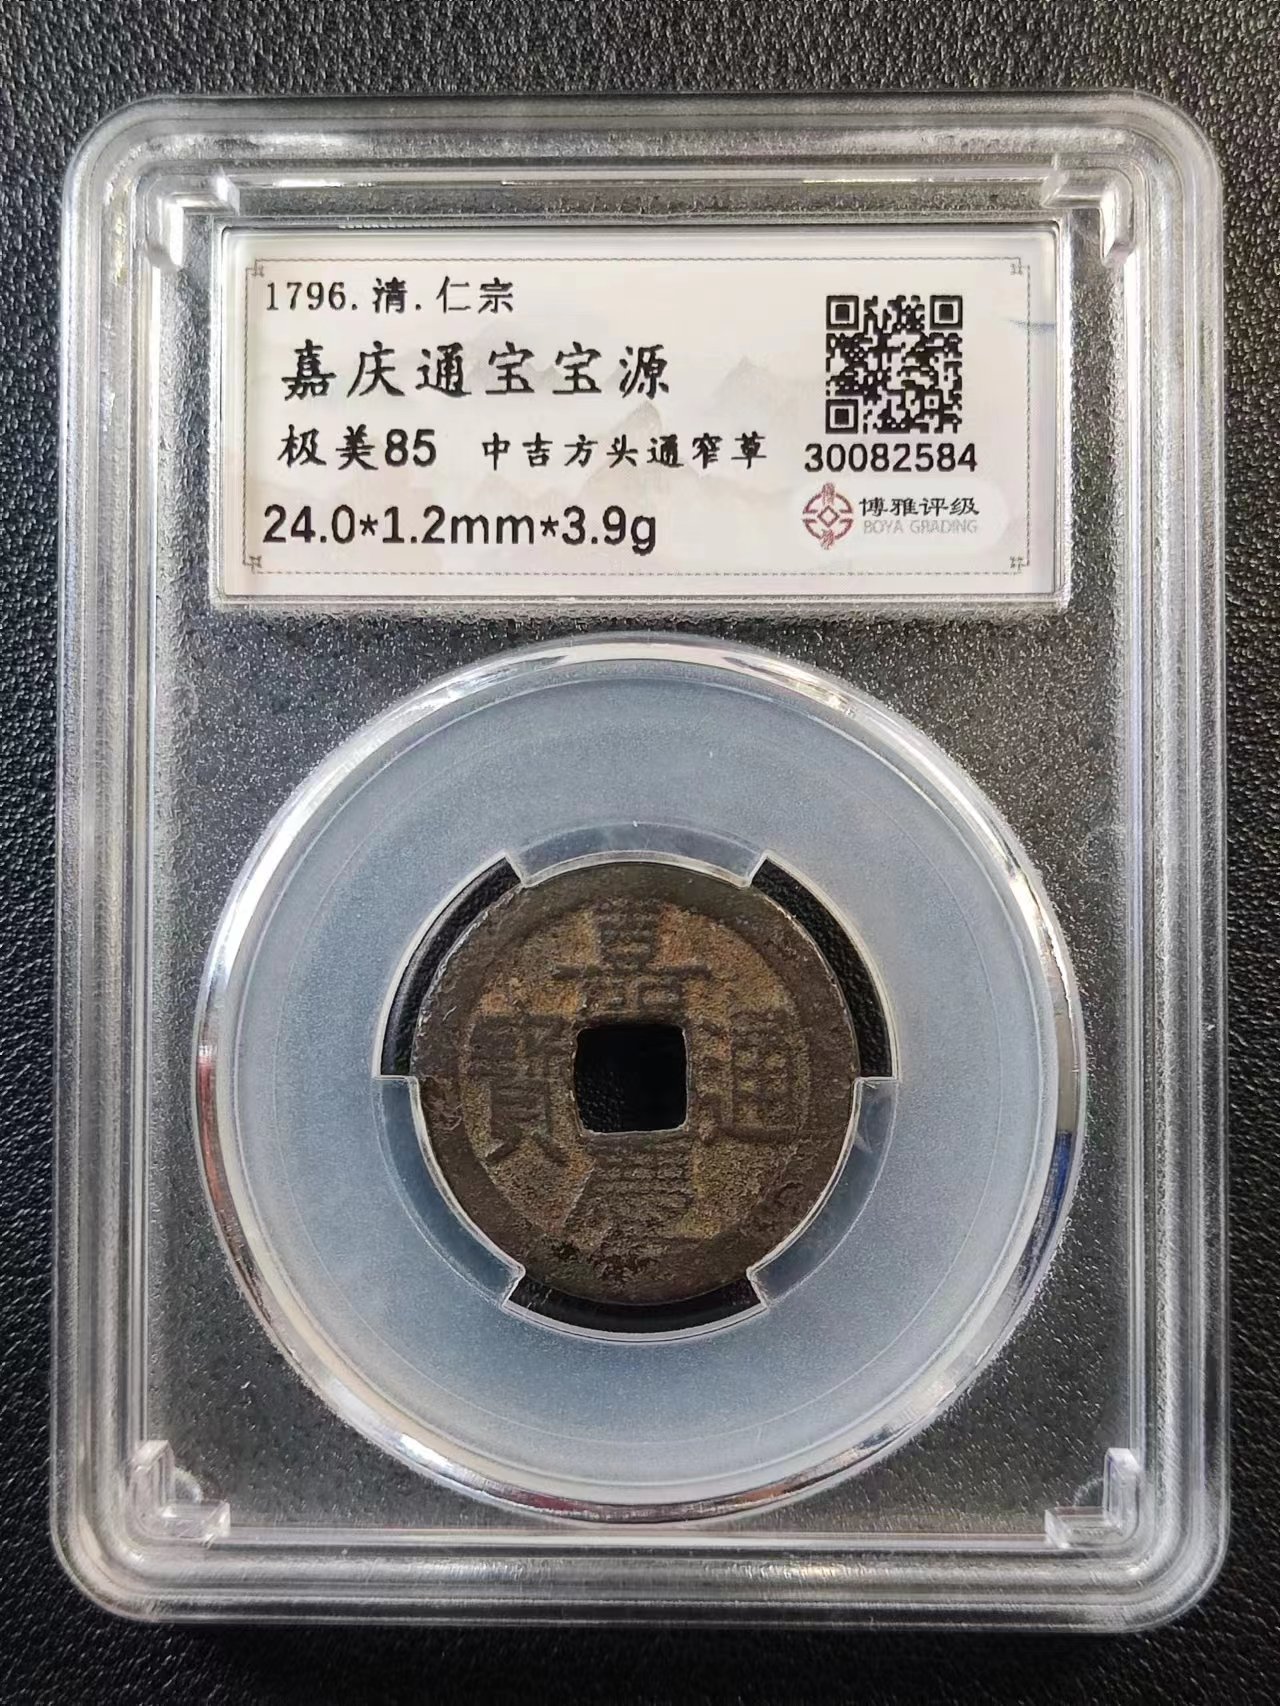 1796.清.仁宗
嘉庆通宝宝源
极美85 中吉方头通窄草
30082584
24.0*1.2mm*3.9g
博雅评级
BOYA GRADING
嘉
寶 通
慶